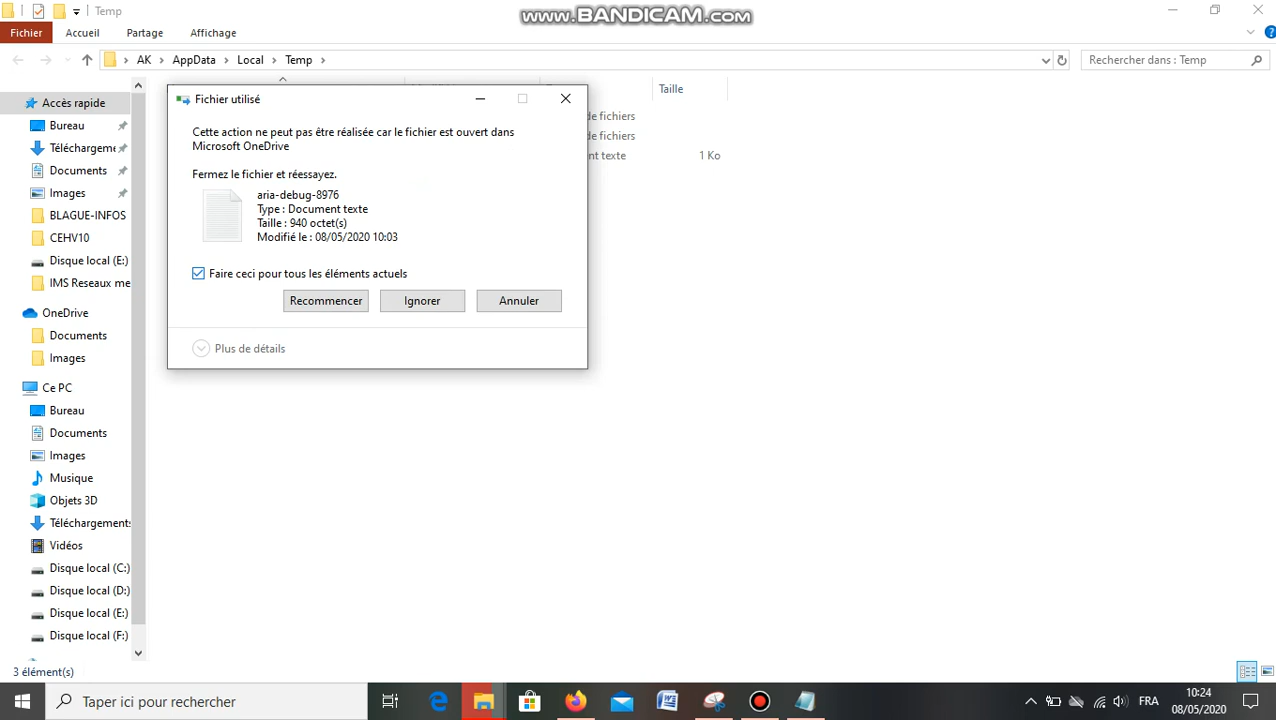 Temp
www.BANDICAM.com
Fichier Accueil Partage Affichage
AK AppData Local Temp
Rechercher dans : Temp
Taille
Accès rapide
Bureau
Téléchargeme
Documents
Images
BLAGUE-INFOS
CEHV10
Disque local (E:)
IMS Reseaux me
OneDrive
Documents
Images
Ce PC
Bureau
Documents
Images
Musique
Objets 3D
Téléchargements
Vidéos
Disque local (C:)
Disque local (D:)
Disque local (E:)
Disque local (F:)
de fichiers
de fichiers
nt texte 1 Ko
Fichier utilisé
Cette action ne peut pas être réalisée car le fichier est ouvert dans
Microsoft OneDrive
Fermez le fichier et réessayez.
aria-debug-8976
Type : Document texte
Taille : 940 octet(s)
Modifié le : 08/05/2020 10:03
Faire ceci pour tous les éléments actuels
Recommencer Ignorer Annuler
Plus de détails
3 élément(s)
Taper ici pour rechercher
FRA
10:24
08/05/2020